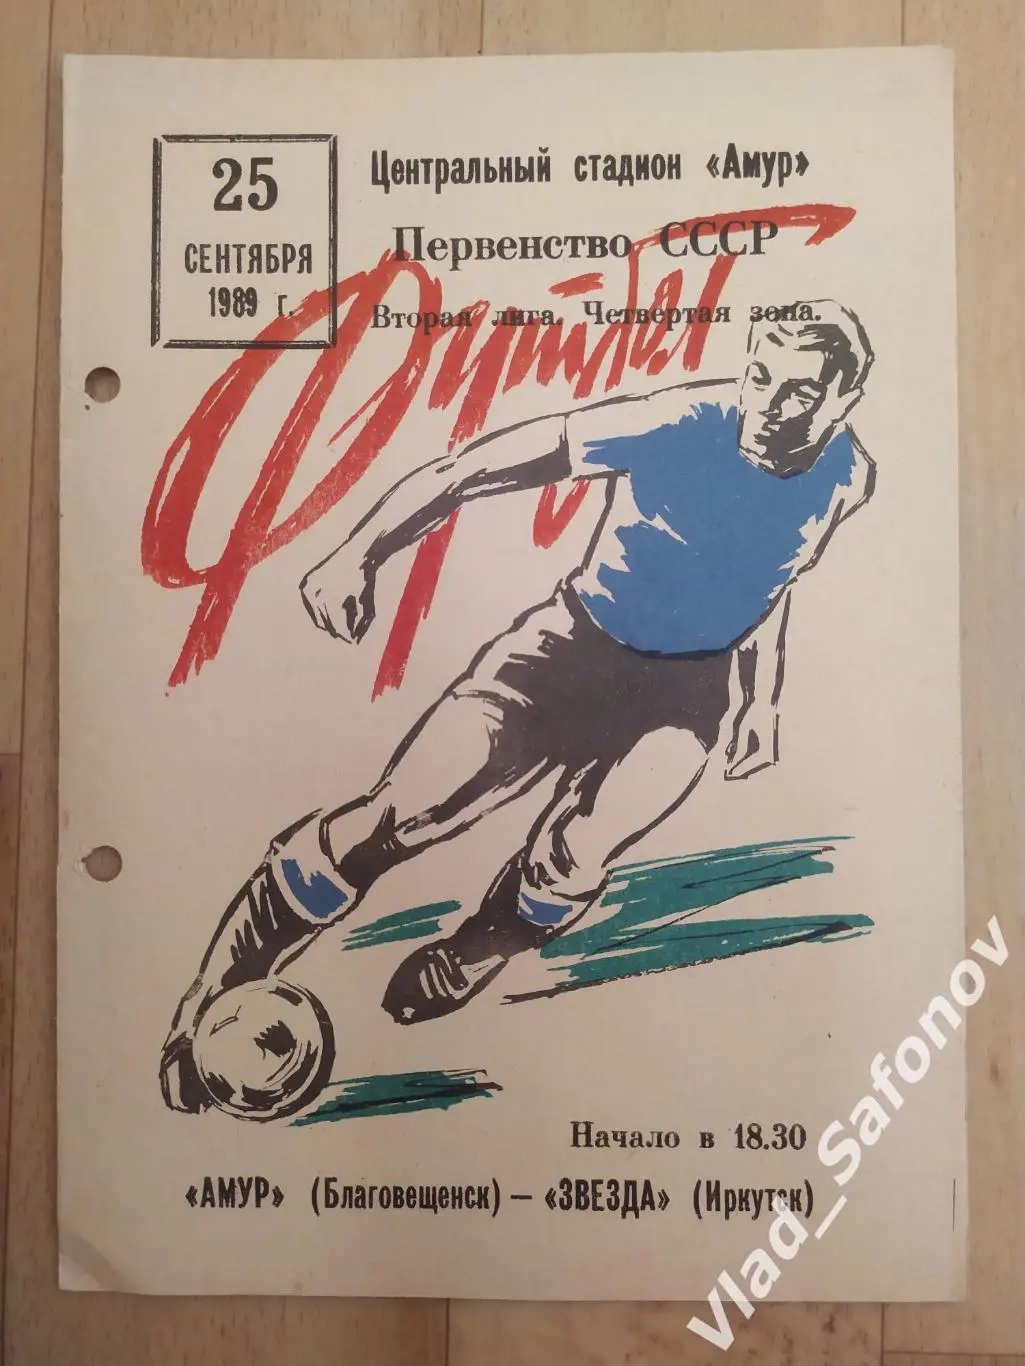 25
СЕНТЯБРЯ
1989 г.
Центральный стадион «Амур»
Первенство СССР
Вторая лига. Четвертая зона.
Футбол
Начало в 18.30
«АМУР» (Благовещенск) — «ЗВЕЗДА» (Иркутск)
Vlad_Safonov